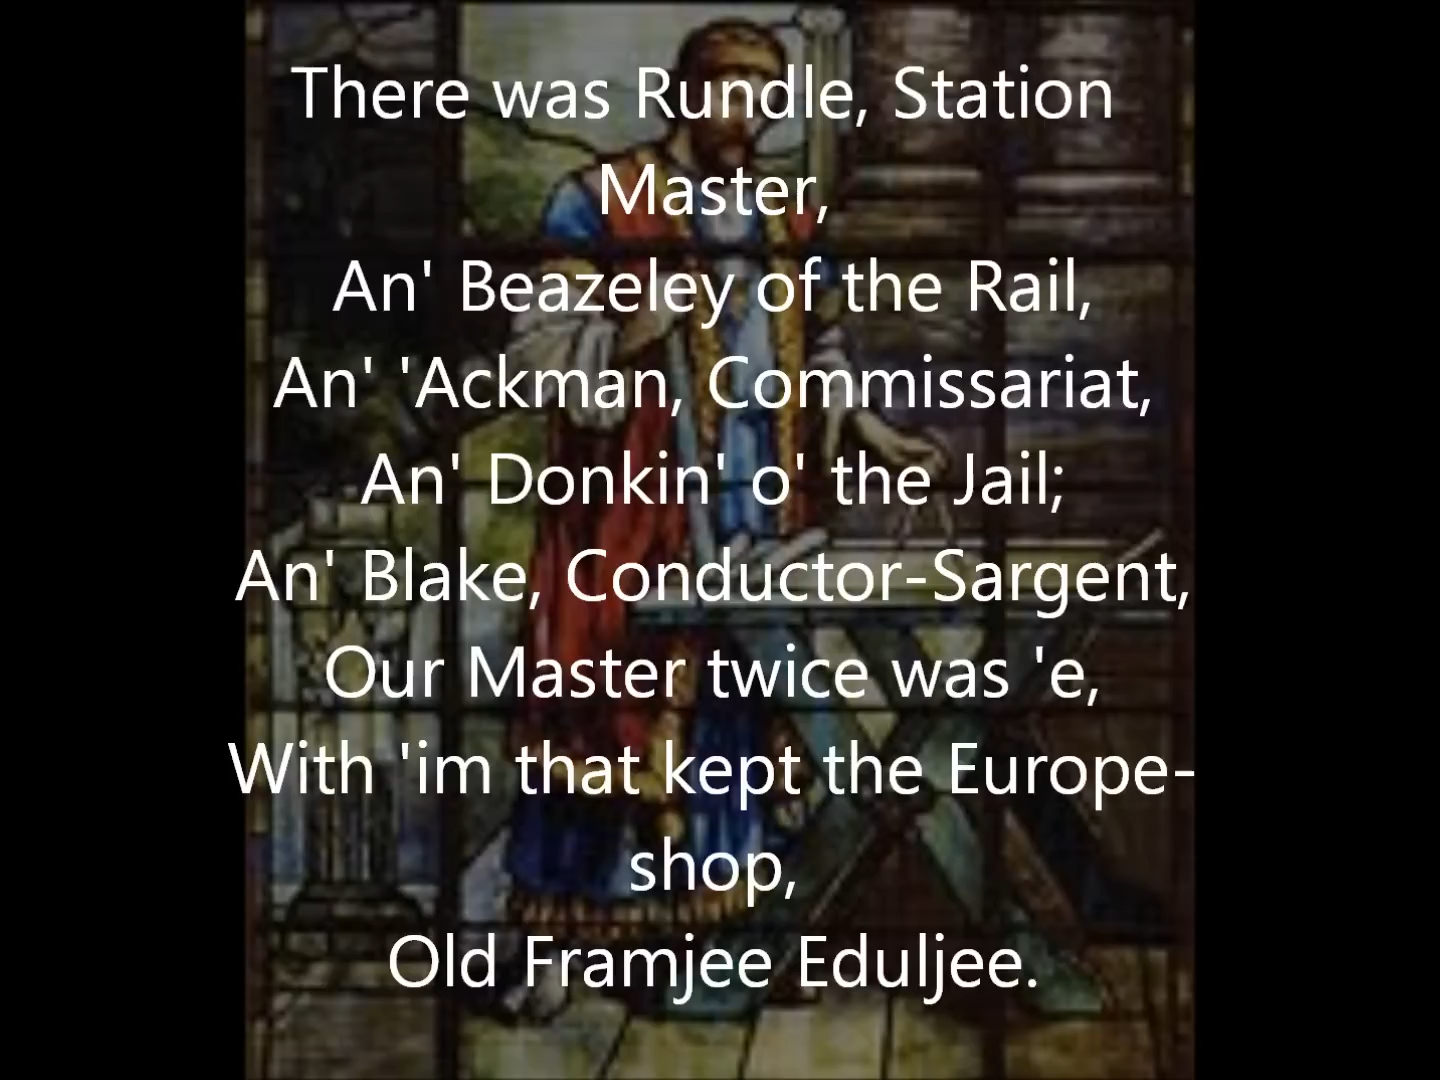 There was Rundle, Station
Master,
An' Beazeley of the Rail,
An' 'Ackman, Commissariat,
An' Donkin' o' the Jail;
An' Blake, Conductor-Sargent,
Our Master twice was 'e,
With 'im that kept the Europe-
shop,
Old Framjee Eduljee.